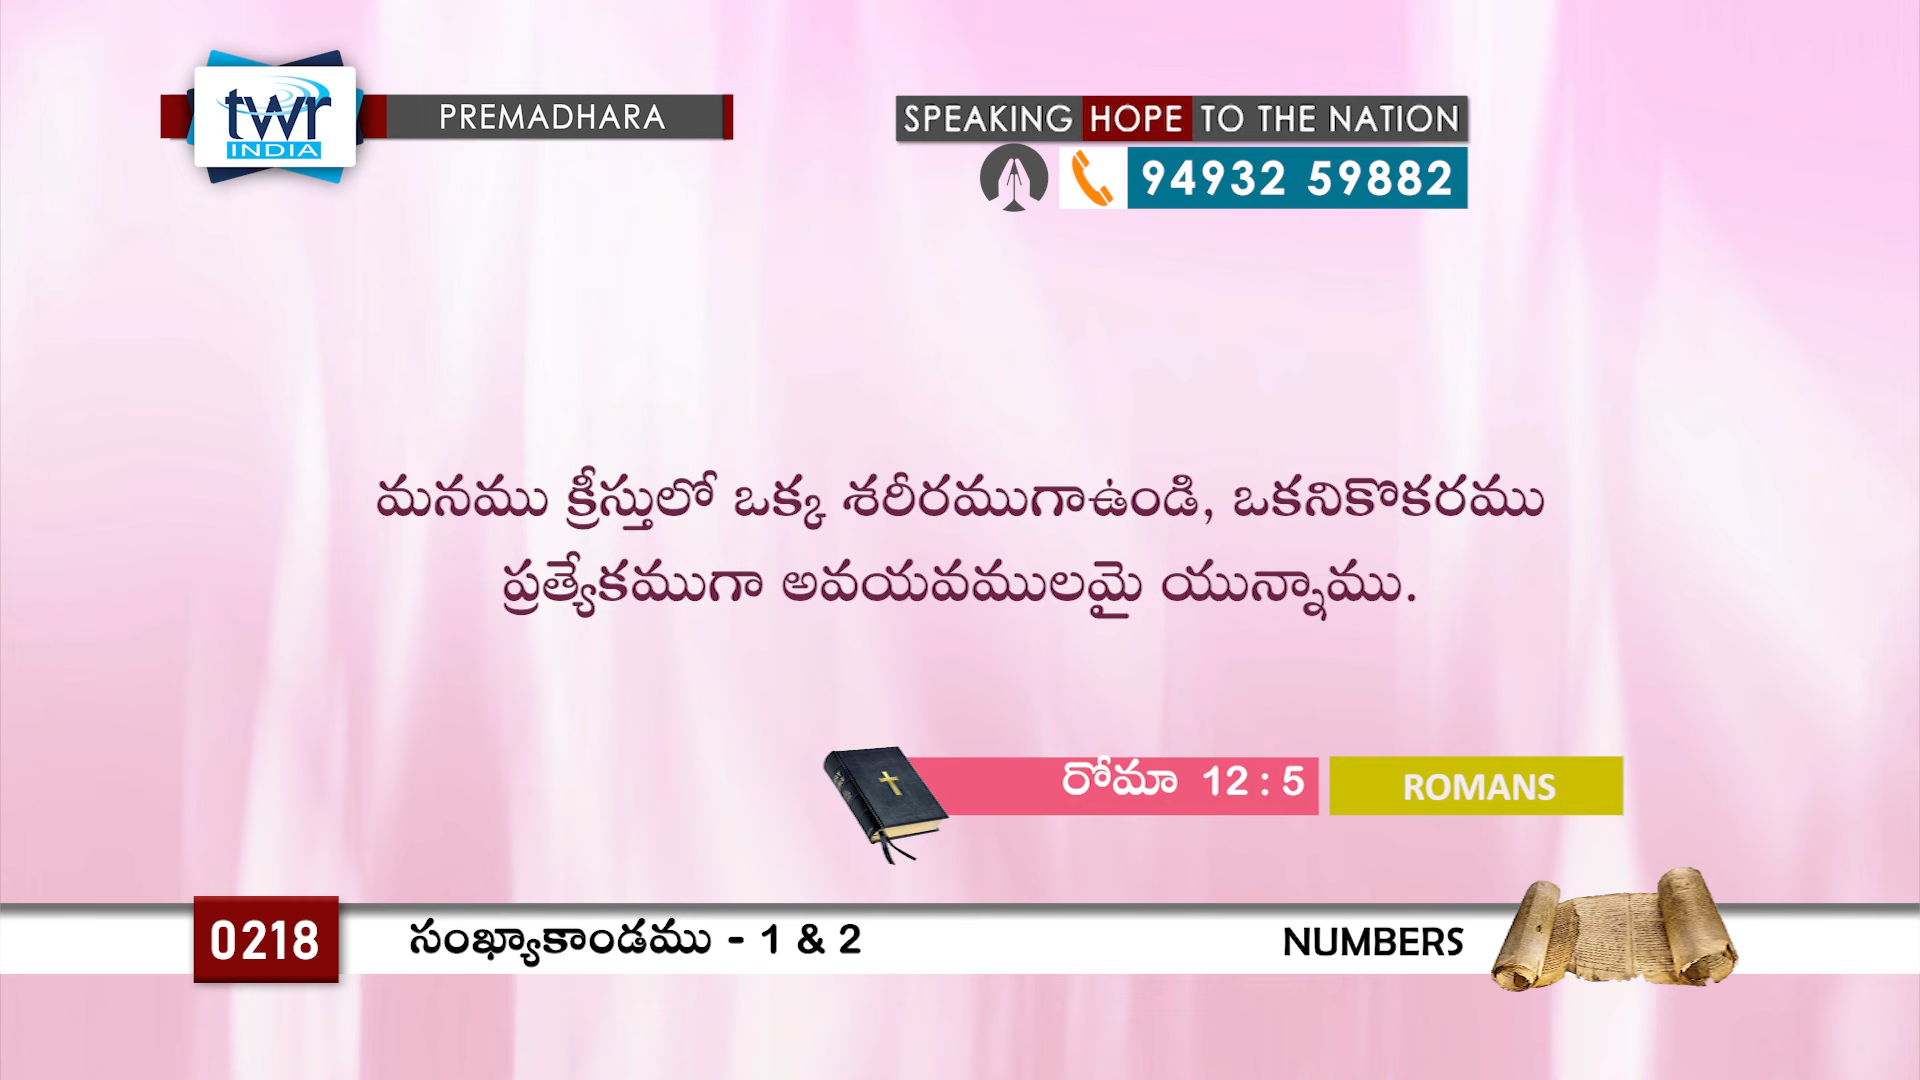 twr
INDIA
PREMADHARA
SPEAKING HOPE TO THE NATION
94932 59882
మనము క్రీస్తులో ఒక్క శరీరముగాఉండి, ఒకనికొకరము
ప్రత్యేకముగా అవయవములమై యున్నాము.
రోమా 12 : 5
ROMANS
0218
సంఖ్యాకాండము - 1 & 2
NUMBERS